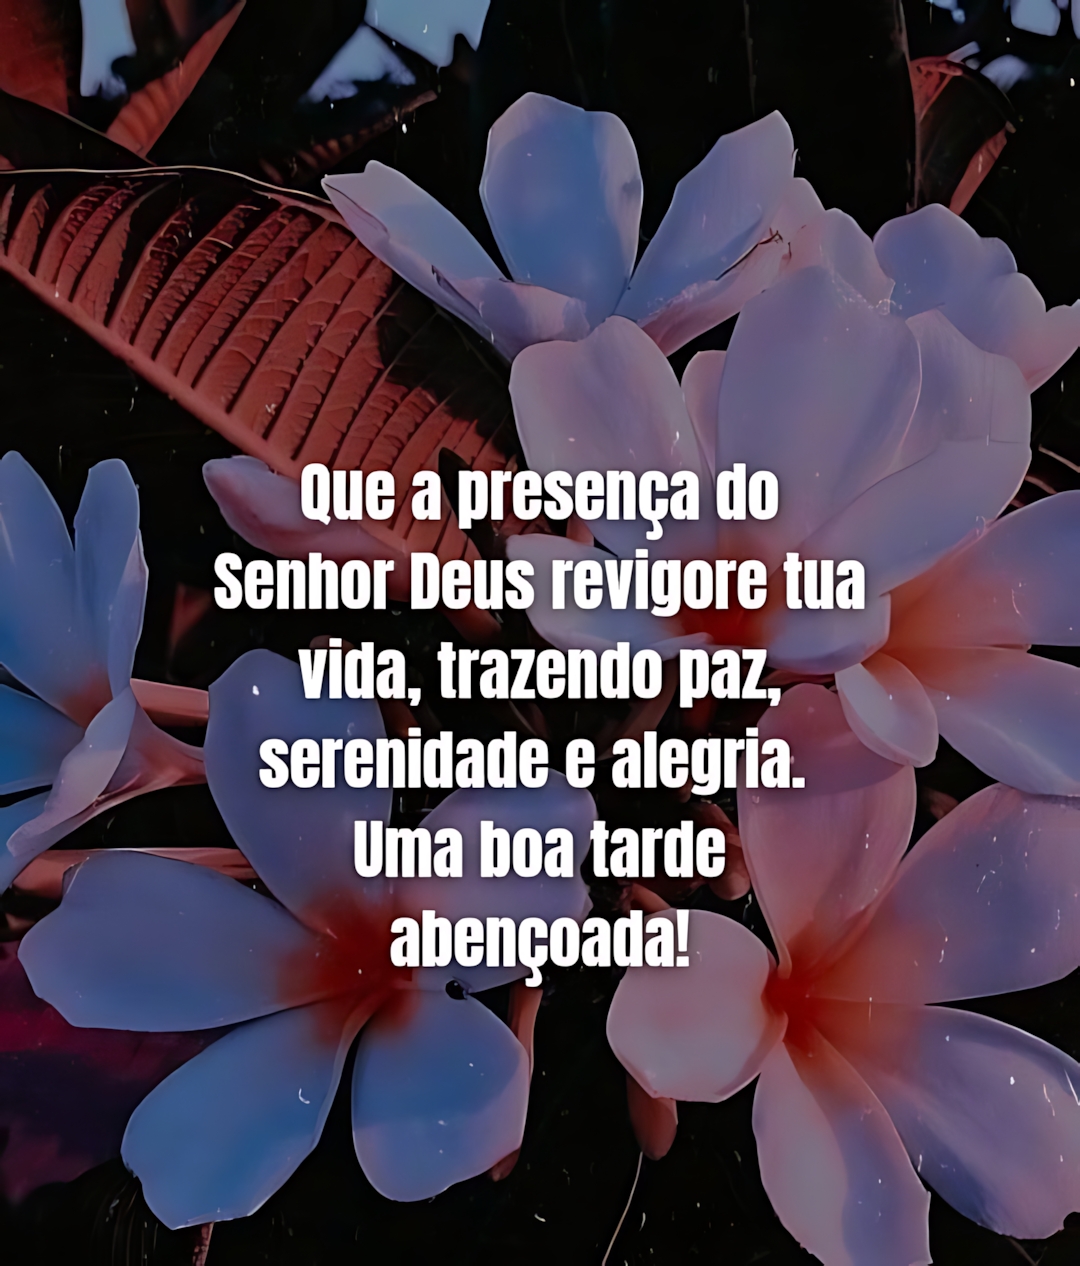 Que a presença do
Senhor Deus revigore tua
vida, trazendo paz,
serenidade e alegria.
Uma boa tarde
abençoada!